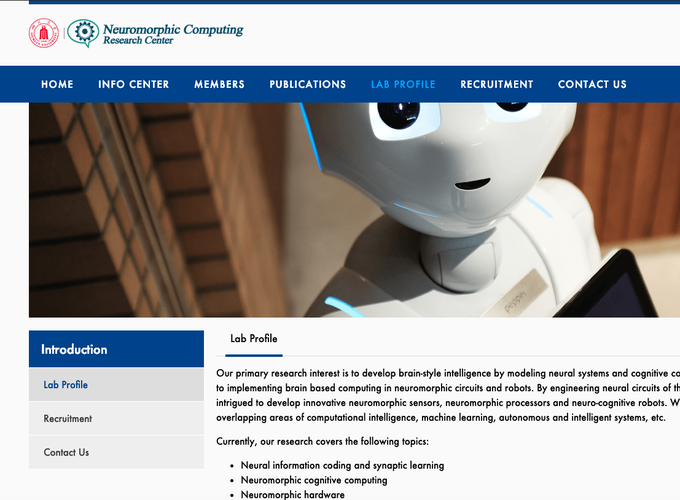 Neuromorphic Computing
Research Center
HOME INFO CENTER MEMBERS PUBLICATIONS LAB PROFILE RECRUITMENT CONTACT US
pepper
Introduction
Lab Profile
Recruitment
Contact Us
Lab Profile
Our primary research interest is to develop brain-style intelligence by modeling neural systems and cognitive
to implementing brain based computing in neuromorphic circuits and robots. By engineering neural circuits of
intrigued to develop innovative neuromorphic sensors, neuromorphic processors and neuro-cognitive robots.
overlapping areas of computational intelligence, machine learning, autonomous and intelligent systems, etc.
Currently, our research covers the following topics:
• Neural information coding and synaptic learning
• Neuromorphic cognitive computing
• Neuromorphic hardware